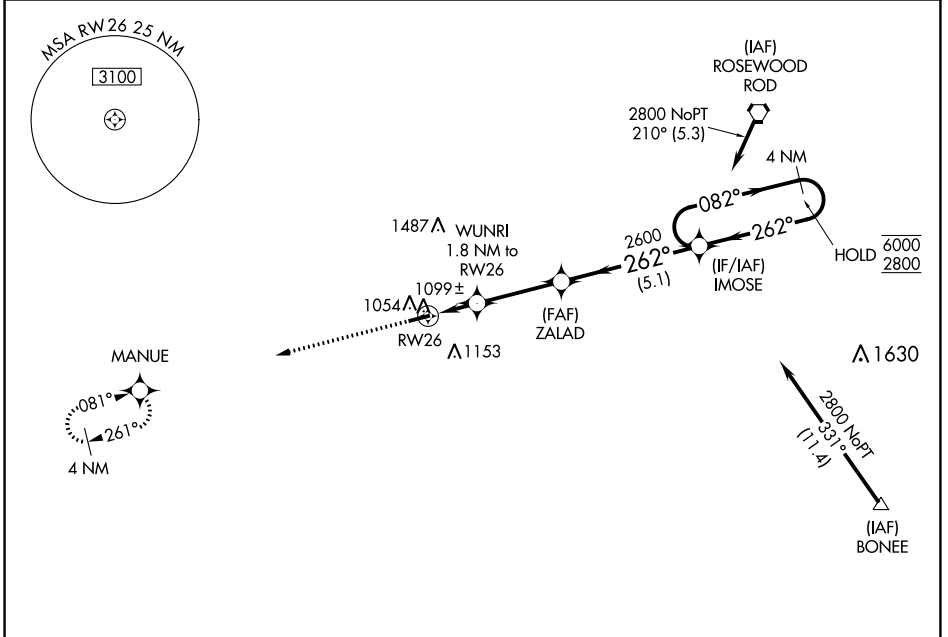 MSA RW 26 25 NM
3100
(IAF)
ROSEWOOD
ROD
2800 NoPT
210° (5.3)
4 NM
082°
262°
HOLD 6000
2800
(IF/IAF)
IMOSE
2600
262°
(5.1)
1487
WUNRI
1.8 NM to
RW26
1099±
1054
RW26
1153
(FAF)
ZALAD
MANUE
081°
261°
4 NM
1630
2800 NoPT
331°
(11.4)
(IAF)
BONEE